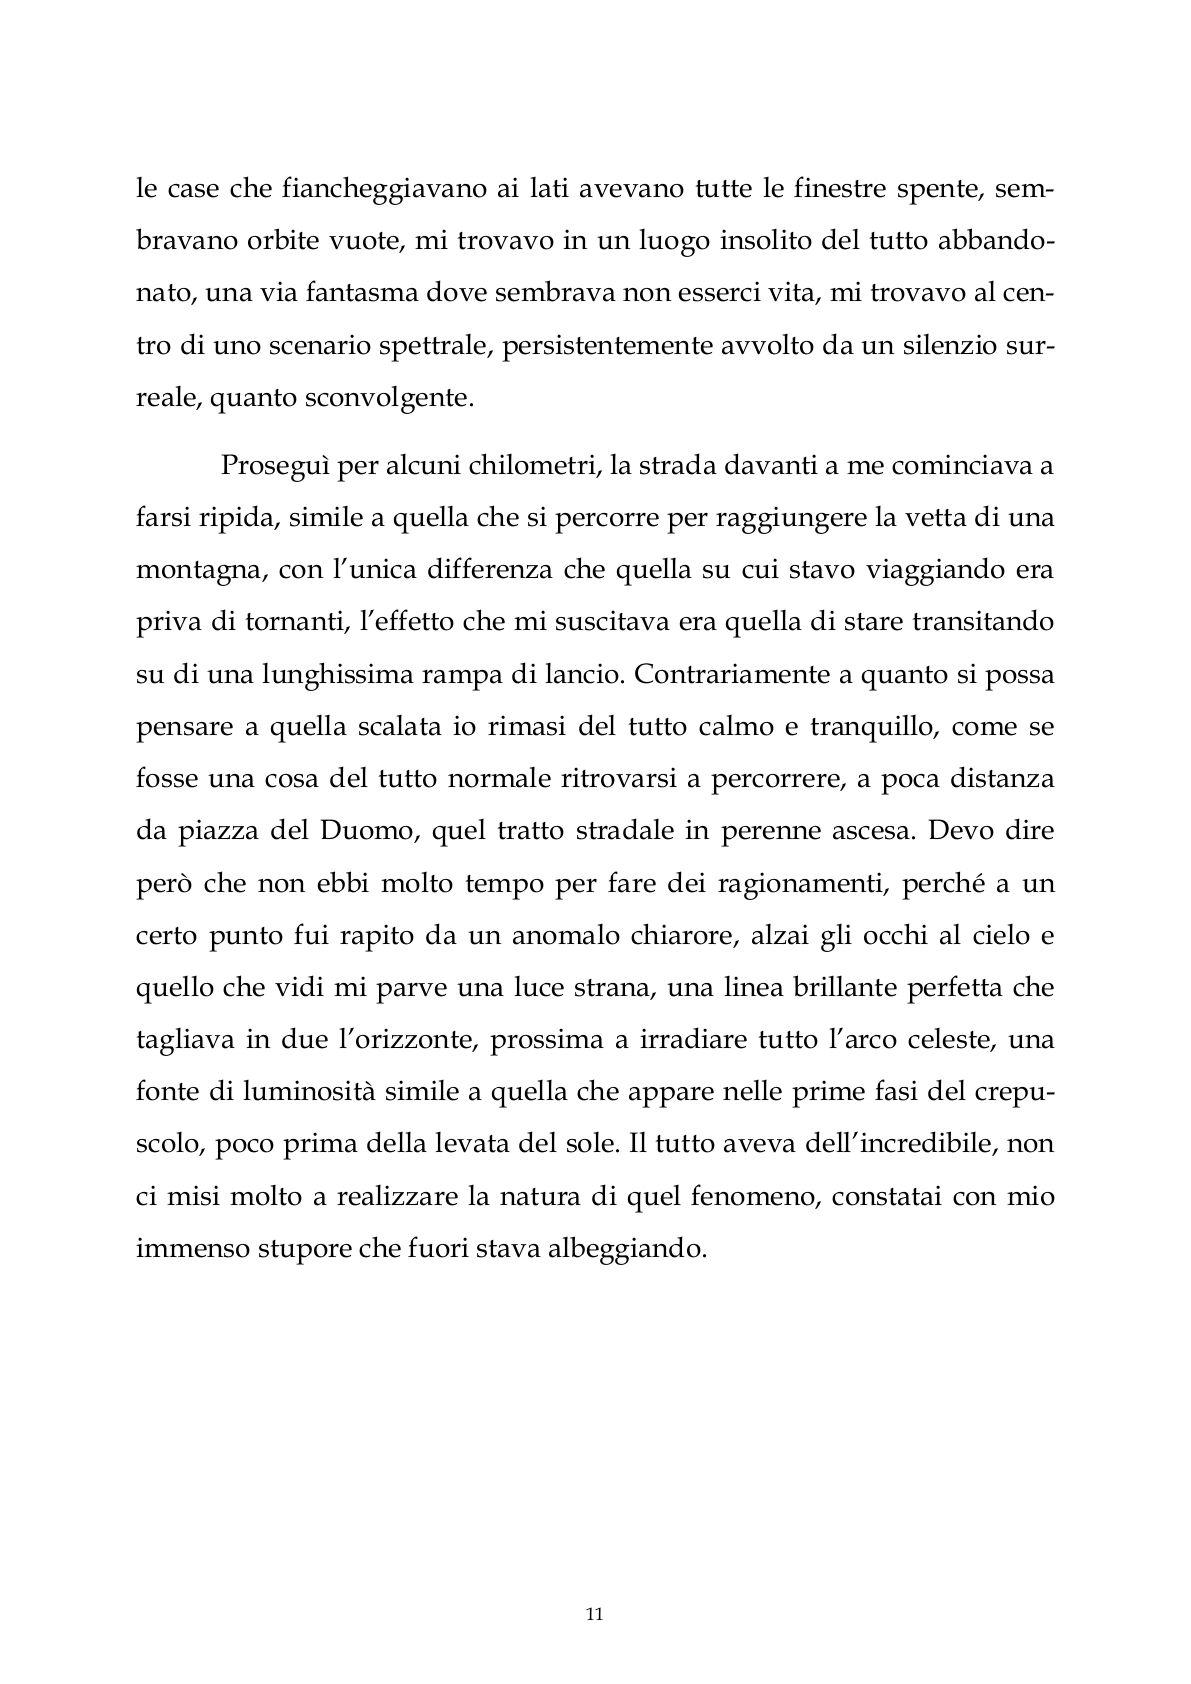 le case che fiancheggiavano ai lati avevano tutte le finestre spente, sem-
bravano orbite vuote, mi trovavo in un luogo insolito del tutto abbando-
nato, una via fantasma dove sembrava non esserci vita, mi trovavo al cen-
tro di uno scenario spettrale, persistentemente avvolto da un silenzio sur-
reale, quanto sconvolgente.
Proseguì per alcuni chilometri, la strada davanti a me cominciava a
farsi ripida, simile a quella che si percorre per raggiungere la vetta di una
montagna, con l’unica differenza che quella su cui stavo viaggiando era
priva di tornanti, l’effetto che mi suscitava era quella di stare transitando
su di una lunghissima rampa di lancio. Contrariamente a quanto si possa
pensare a quella scalata io rimasi del tutto calmo e tranquillo, come se
fosse una cosa del tutto normale ritrovarsi a percorrere, a poca distanza
da piazza del Duomo, quel tratto stradale in perenne ascesa. Devo dire
però che non ebbi molto tempo per fare dei ragionamenti, perché a un
certo punto fui rapito da un anomalo chiarore, alzai gli occhi al cielo e
quello che vidi mi parve una luce strana, una linea brillante perfetta che
tagliava in due l’orizzonte, prossima a irradiare tutto l’arco celeste, una
fonte di luminosità simile a quella che appare nelle prime fasi del crepu-
scolo, poco prima della levata del sole. Il tutto aveva dell’incredibile, non
ci misi molto a realizzare la natura di quel fenomeno, constatai con mio
immenso stupore che fuori stava albeggiando.
11